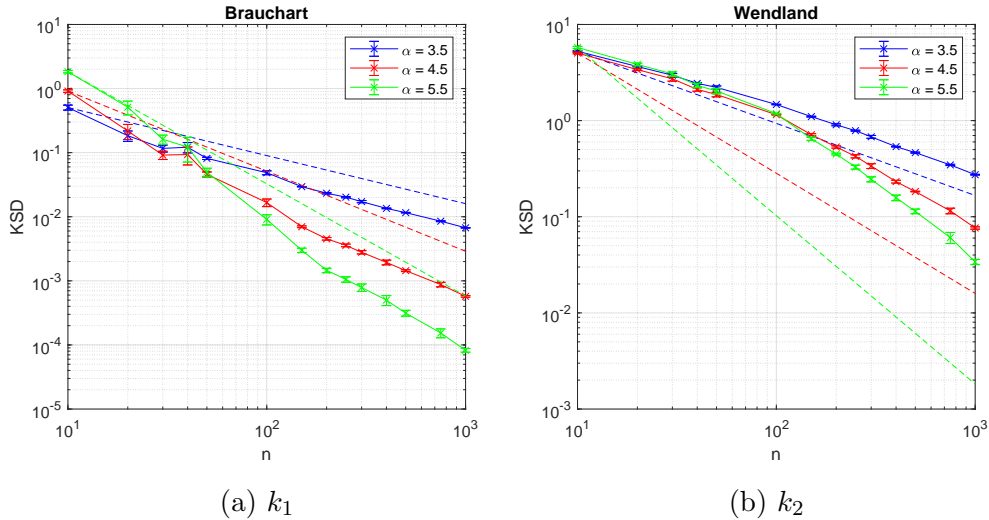 Brauchart
10^1
10^0
10^-1
10^-2
10^-3
10^-4
10^-5
KSD
α = 3.5
α = 4.5
α = 5.5
10^1
10^2
10^3
n
(a) k_1
Wendland
10^1
10^0
10^-1
10^-2
10^-3
KSD
α = 3.5
α = 4.5
α = 5.5
10^1
10^2
10^3
n
(b) k_2